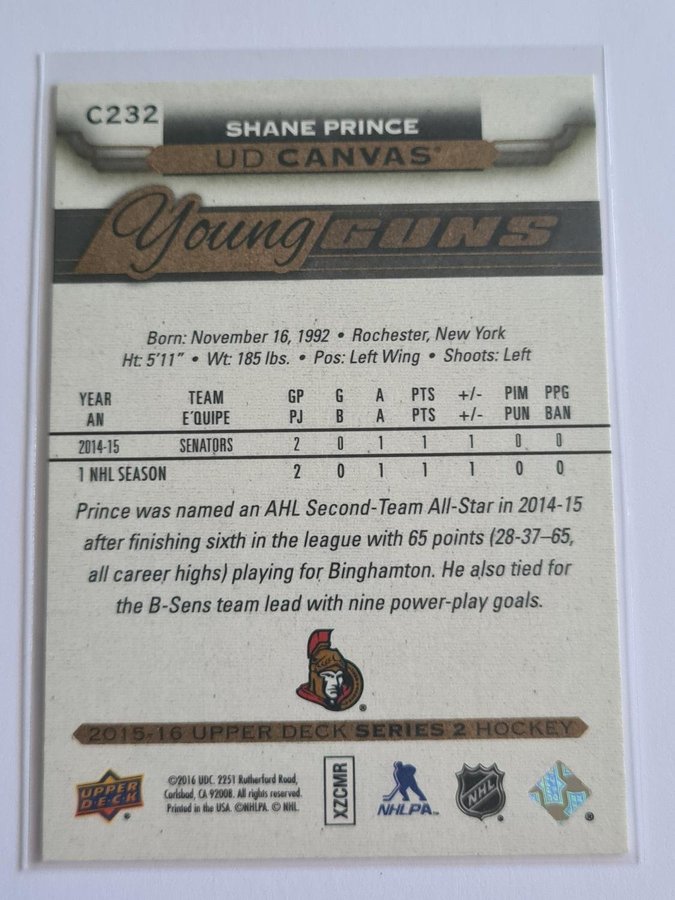 C232
SHANE PRINCE
UD CANVAS®
Young GUNS
Born: November 16, 1992 • Rochester, New York
Ht: 5'11" • Wt: 185 lbs. • Pos: Left Wing • Shoots: Left
YEAR TEAM GP G A PTS +/- PIM PPG
AN E'QUIPE PJ B A PTS +/- PUN BAN
2014-15 SENATORS 2 0 1 1 1 0 0
1 NHL SEASON 2 0 1 1 1 0 0
Prince was named an AHL Second-Team All-Star in 2014-15
after finishing sixth in the league with 65 points (28-37–65,
all career highs) playing for Binghamton. He also tied for
the B-Sens team lead with nine power-play goals.
®
2015-16 UPPER DECK SERIES 2 HOCKEY
UPPER DECK®
©2016 UDC. 2251 Rutherford Road,
Carlsbad, CA 92008. All rights reserved.
Printed in the USA. ©NHLPA. © NHL.
XZCMR
NHLPA™
NHL
®